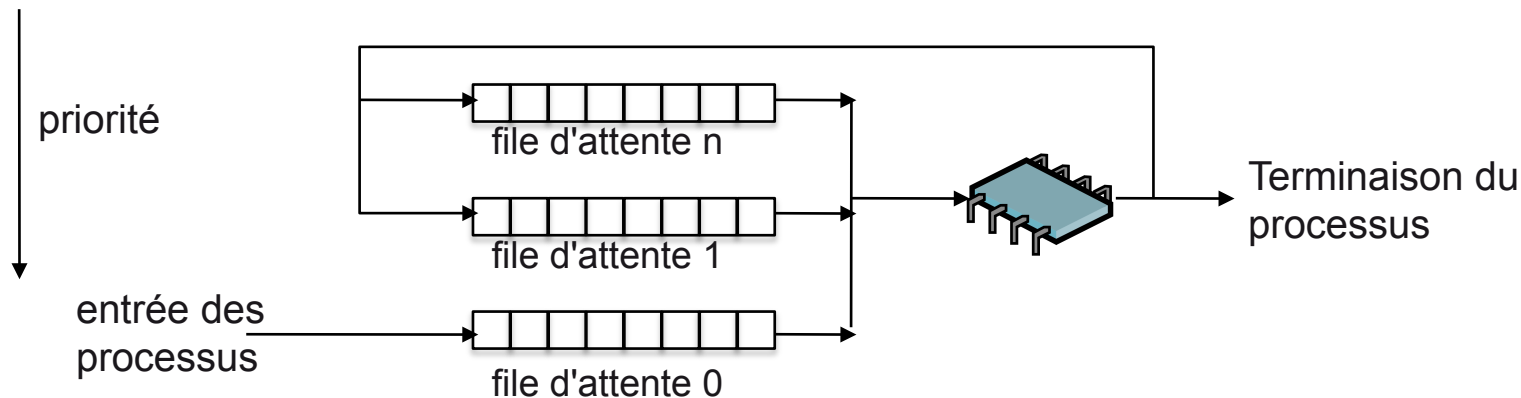 priorité
file d'attente n
file d'attente 1
Terminaison du
processus
entrée des
processus
file d'attente 0